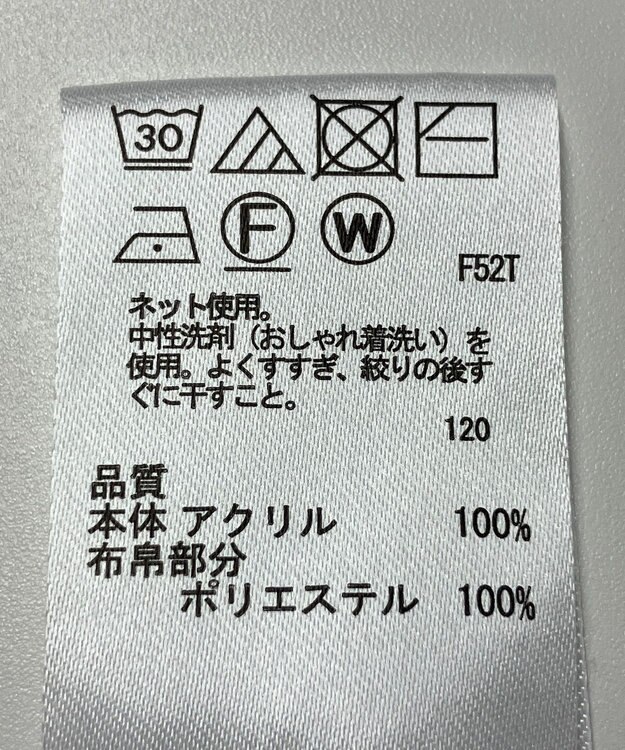 30
F W
F52T
ネット使用。
中性洗剤（おしゃれ着洗い）を
使用。よくすすぎ、絞りの後す
ぐに干すこと。
120
品質
本体 アクリル 100%
布帛部分
ポリエステル 100%